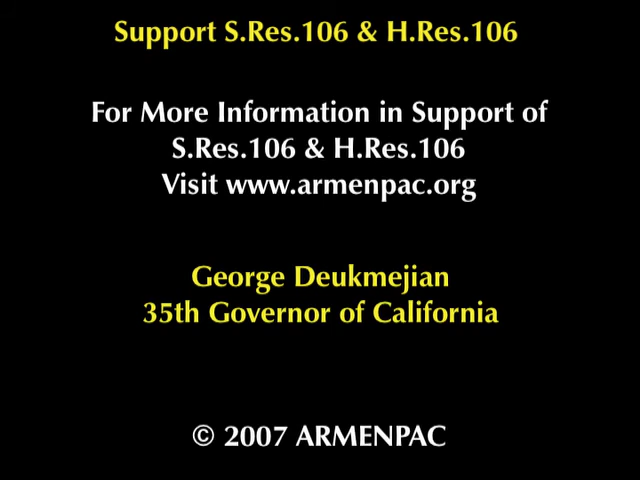 Support S.Res.106 & H.Res.106
For More Information in Support of
S.Res.106 & H.Res.106
Visit www.armenpac.org
George Deukmejian
35th Governor of California
© 2007 ARMENPAC